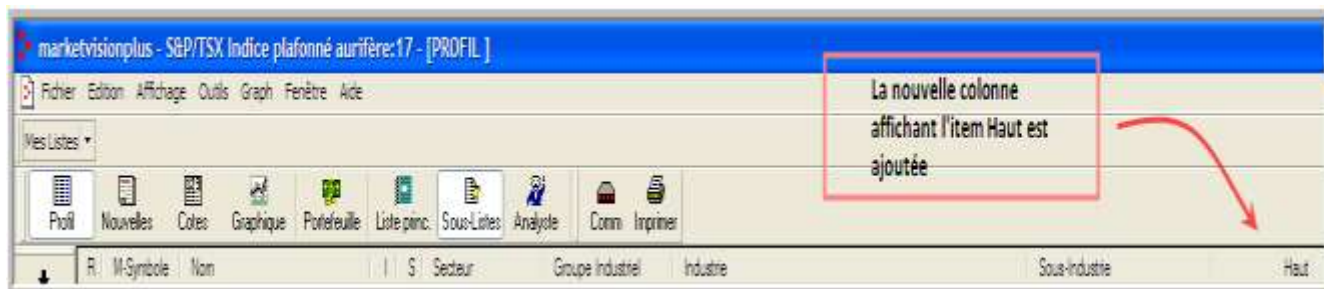 marketvisionplus - S&P/TSX Indice plafonné aurifère:17 - [PROFIL ]
Fichier Edition Affichage Outils Graph Fenêtre Aide
La nouvelle colonne
affichant l'item Haut est
ajoutée
Mes Listes
Profil Nouvelles Cotes Graphique Portefeuille Liste princ. Sous-Listes Analyste Comm Imprimer
R M-Symbole Nom I S Secteur Groupe Industriel Industrie Sous-Industrie Haut